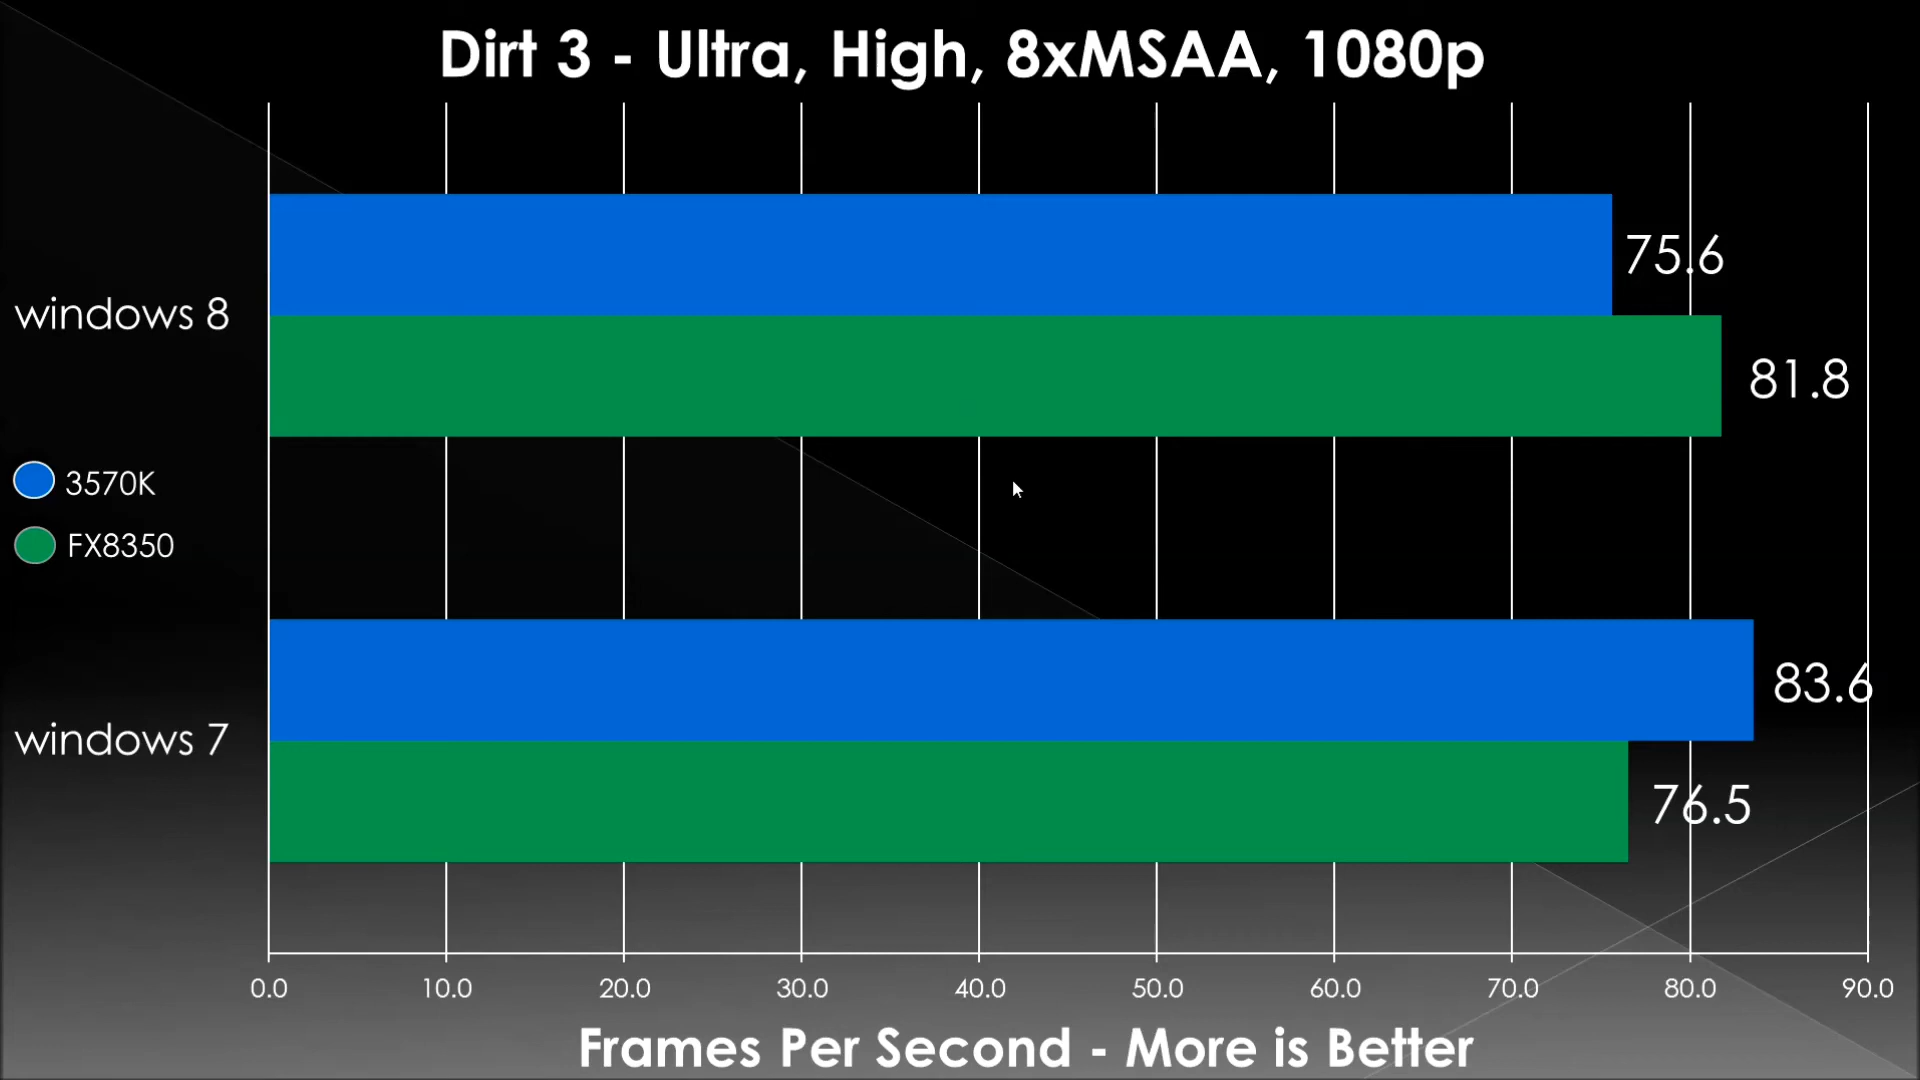 Dirt 3 - Ultra, High, 8xMSAA, 1080p
75.6
windows 8
81.8
3570K
FX8350
83.6
windows 7
76.5
0.0 10.0 20.0 30.0 40.0 50.0 60.0 70.0 80.0 90.0
Frames Per Second - More is Better